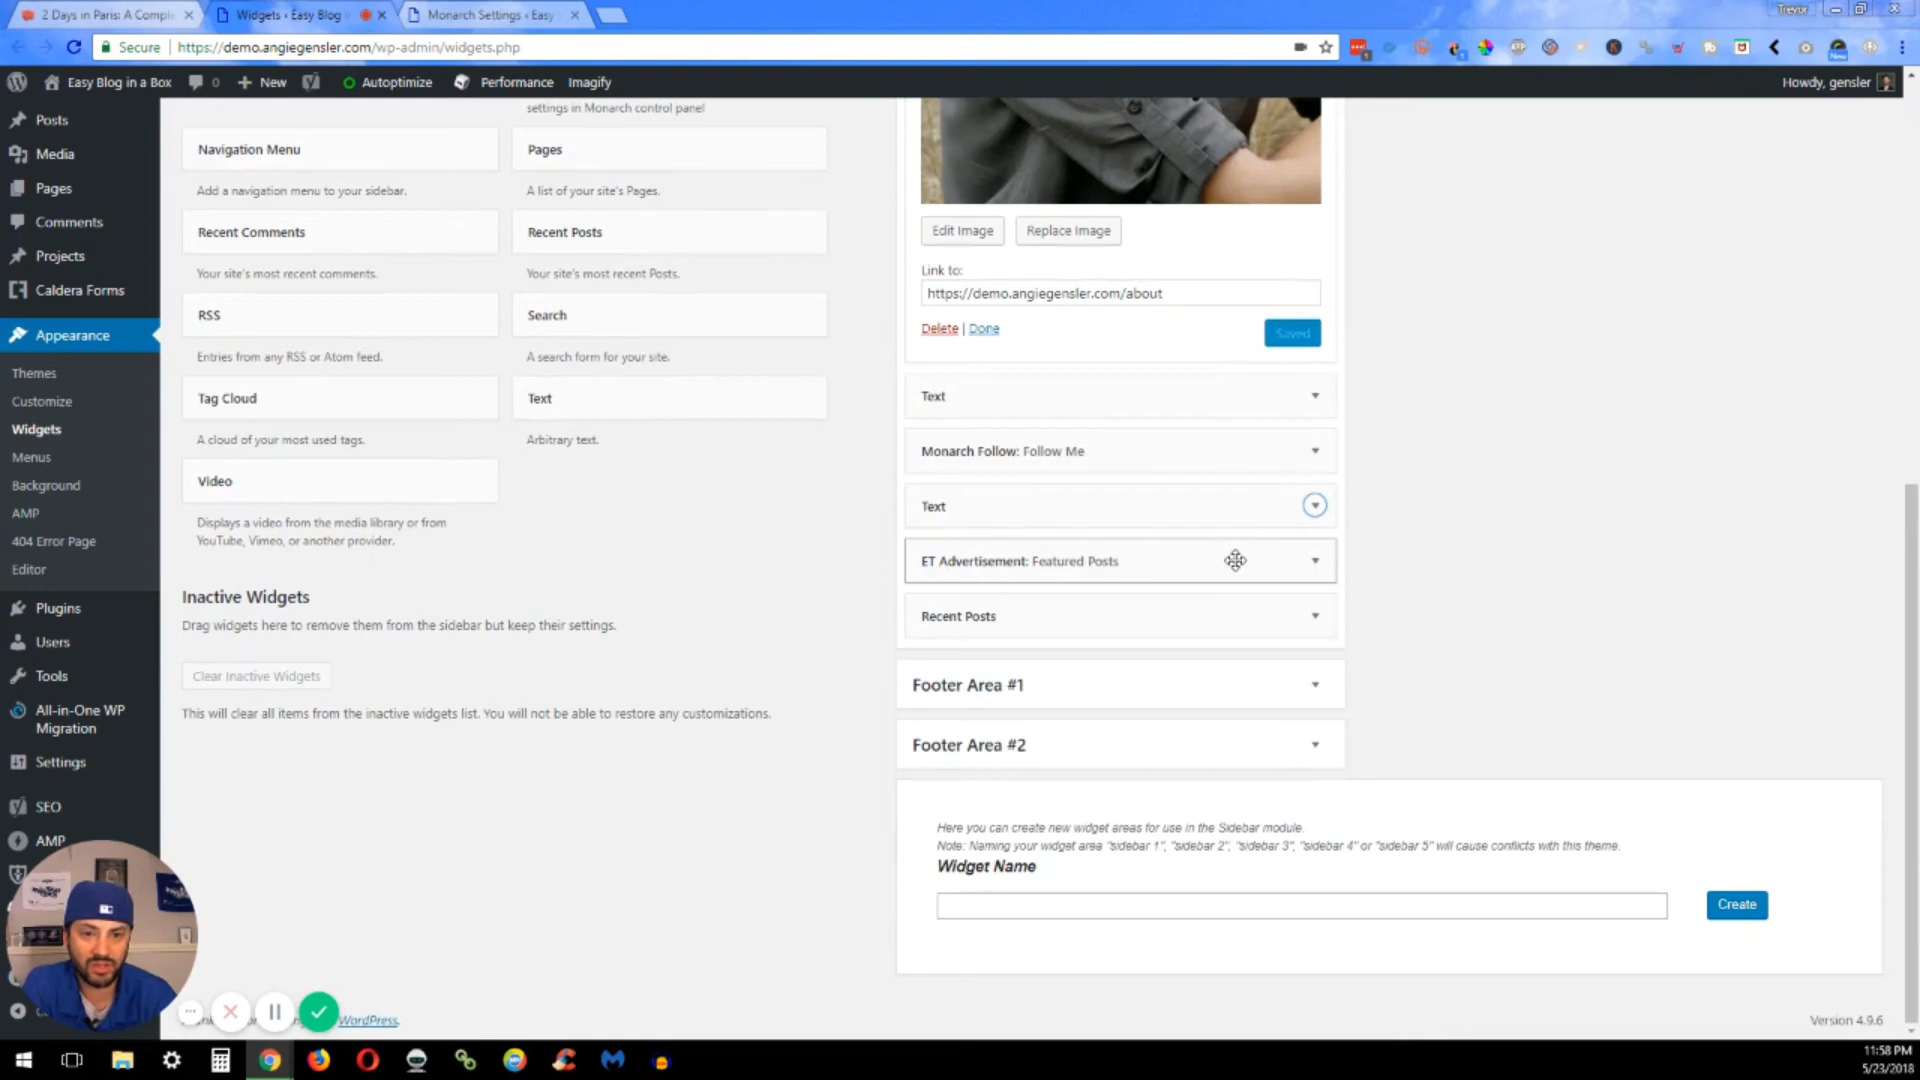 2 Days in Paris: A Compl
Widgets ‹ Easy Blog i
Monarch Settings ‹ Easy
Trevor
Secure
https://demo.angiegensler.com/wp-admin/widgets.php
Easy Blog in a Box
0
New
Autoptimize
Performance
Imagify
Howdy, gensler
Posts
Media
Pages
Comments
Projects
Caldera Forms
Appearance
Themes
Customize
Widgets
Menus
Background
AMP
404 Error Page
Editor
Plugins
Users
Tools
All-in-One WP
Migration
Settings
SEO
AMP
settings in Monarch control panel
Navigation Menu
Pages
Add a navigation menu to your sidebar.
A list of your site's Pages.
Recent Comments
Recent Posts
Your site's most recent comments.
Your site's most recent Posts.
RSS
Search
Entries from any RSS or Atom feed.
A search form for your site.
Tag Cloud
Text
A cloud of your most used tags.
Arbitrary text.
Video
Displays a video from the media library or from
YouTube, Vimeo, or another provider.
Inactive Widgets
Drag widgets here to remove them from the sidebar but keep their settings.
Clear Inactive Widgets
This will clear all items from the inactive widgets list. You will not be able to restore any customizations.
Edit Image
Replace Image
Link to:
https://demo.angiegensler.com/about
Delete | Done
Saved
Text
Monarch Follow: Follow Me
Text
ET Advertisement: Featured Posts
Recent Posts
Footer Area #1
Footer Area #2
Here you can create new widget areas for use in the Sidebar module.
Note: Naming your widget area "sidebar 1", "sidebar 2", "sidebar 3", "sidebar 4" or "sidebar 5" will cause conflicts with this theme.
Widget Name
Create
WordPress.
Version 4.9.6
11:58 PM
5/23/2018